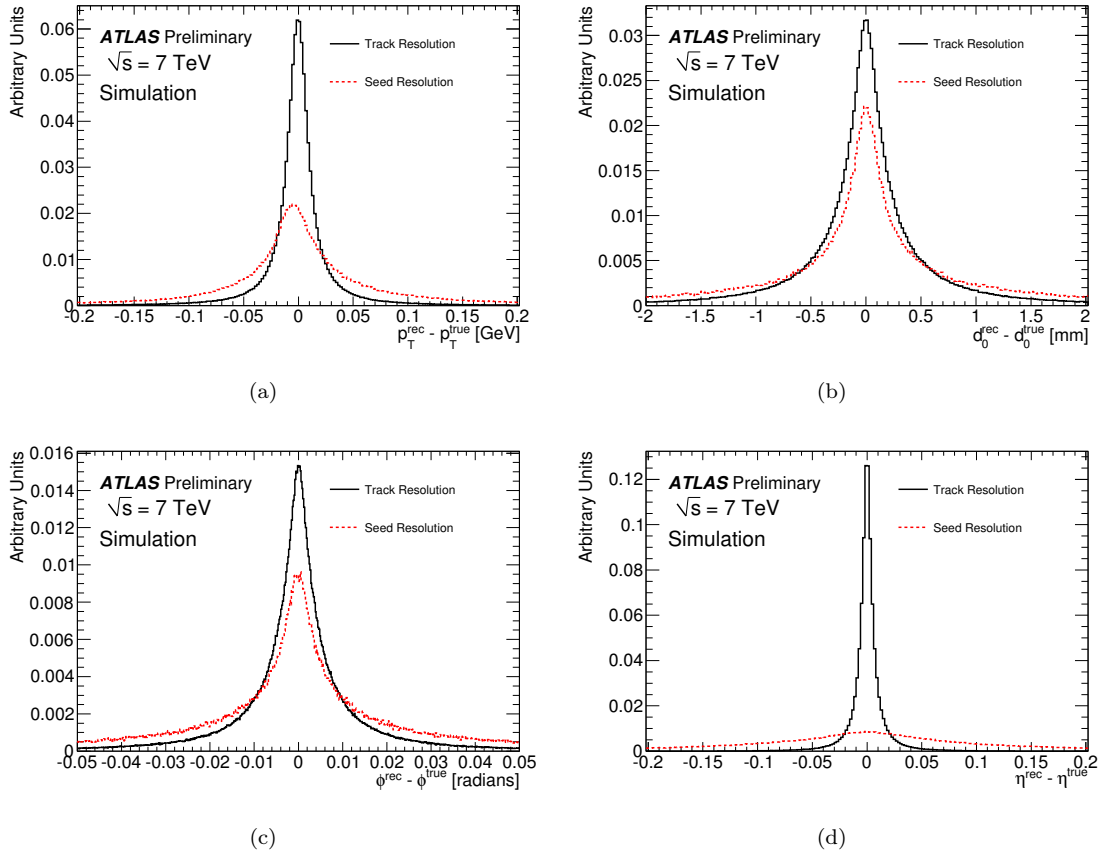 Arbitrary Units
0.06
0.05
0.04
0.03
0.02
0.01
0
ATLAS Preliminary
√s = 7 TeV
Simulation
Track Resolution
Seed Resolution
-0.2 -0.15 -0.1 -0.05 0 0.05 0.1 0.15 0.2
p_T^rec - p_T^true [GeV]
(a)
Arbitrary Units
0.03
0.025
0.02
0.015
0.01
0.005
0
ATLAS Preliminary
√s = 7 TeV
Simulation
Track Resolution
Seed Resolution
-2 -1.5 -1 -0.5 0 0.5 1 1.5 2
d_0^rec - d_0^true [mm]
(b)
Arbitrary Units
0.016
0.014
0.012
0.01
0.008
0.006
0.004
0.002
0
ATLAS Preliminary
√s = 7 TeV
Simulation
Track Resolution
Seed Resolution
-0.05 -0.04 -0.03 -0.02 -0.01 0 0.01 0.02 0.03 0.04 0.05
ϕ^rec - ϕ^true [radians]
(c)
Arbitrary Units
0.12
0.1
0.08
0.06
0.04
0.02
0
ATLAS Preliminary
√s = 7 TeV
Simulation
Track Resolution
Seed Resolution
-0.2 -0.15 -0.1 -0.05 0 0.05 0.1 0.15 0.2
η^rec - η^true
(d)